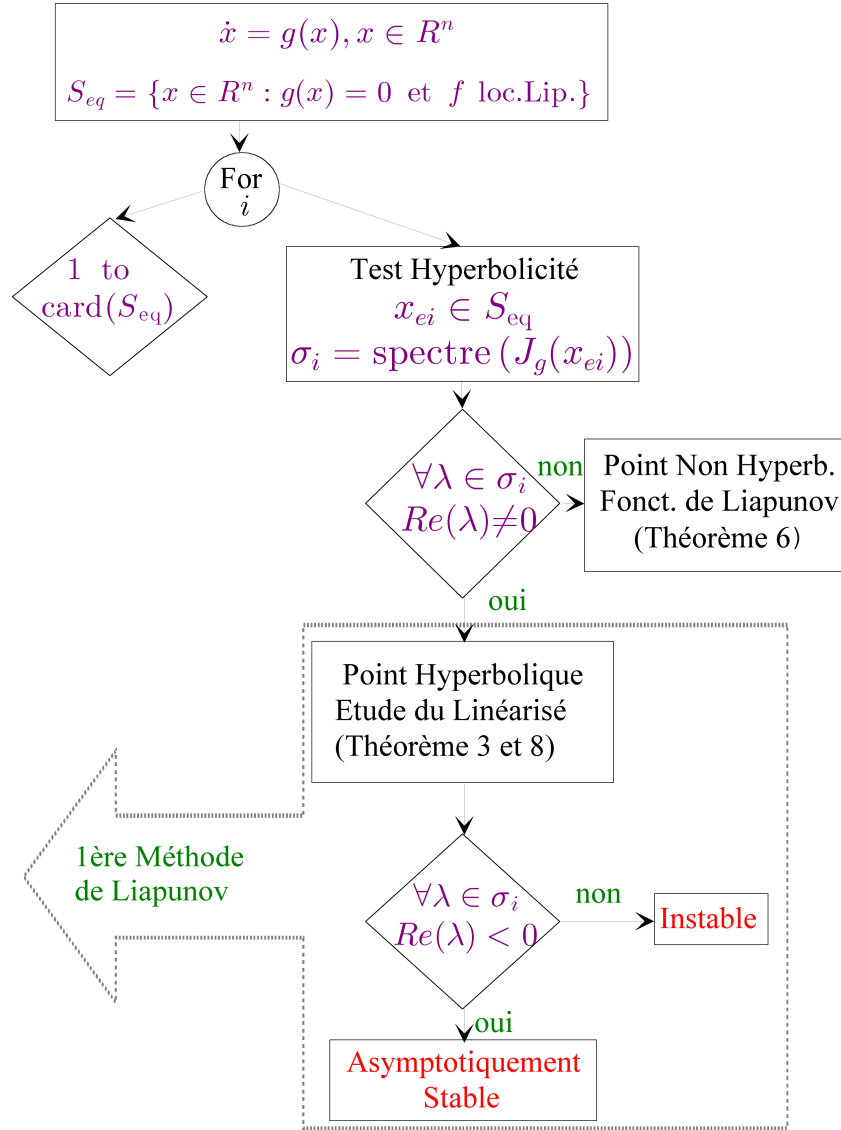 ẋ = g(x), x ∈ Rⁿ
S_eq = {x ∈ Rⁿ : g(x) = 0 et f loc.Lip.}
For
i
1 to
card(S_eq)
Test Hyperbolicité
x_ei ∈ S_eq
σ_i = spectre (J_g(x_ei))
∀λ ∈ σ_i
Re(λ)≠0
non
Point Non Hyperb.
Fonct. de Liapunov
(Théorème 6)
oui
Point Hyperbolique
Etude du Linéarisé
(Théorème 3 et 8)
1ère Méthode
de Liapunov
∀λ ∈ σ_i
Re(λ) < 0
non
Instable
oui
Asymptotiquement
Stable